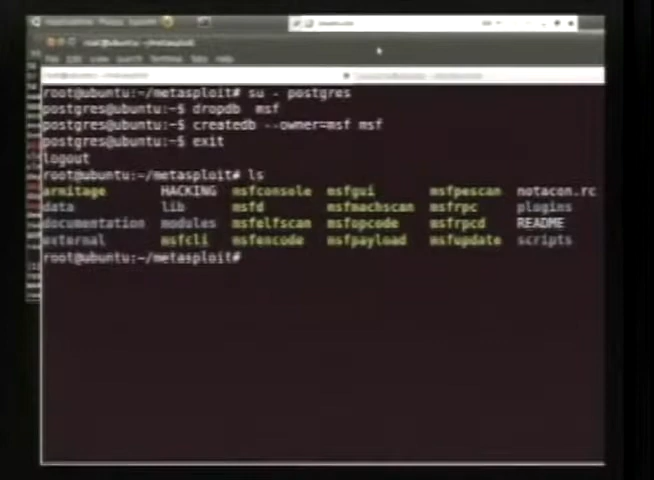 root@ubuntu:~/metasploit# su - postgres
postgres@ubuntu:~$ dropdb  msf
postgres@ubuntu:~$ createdb --owner=msf msf
postgres@ubuntu:~$ exit
logout
root@ubuntu:~/metasploit# ls
armitage HACKING msfconsole msfgui msfpescan notacon.rc
data lib msfd msfmachscan msfrpc plugins
documentation modules msfelfscan msfopcode msfrpcd README
external msfcli msfencode msfpayload msfupdate scripts
root@ubuntu:~/metasploit#